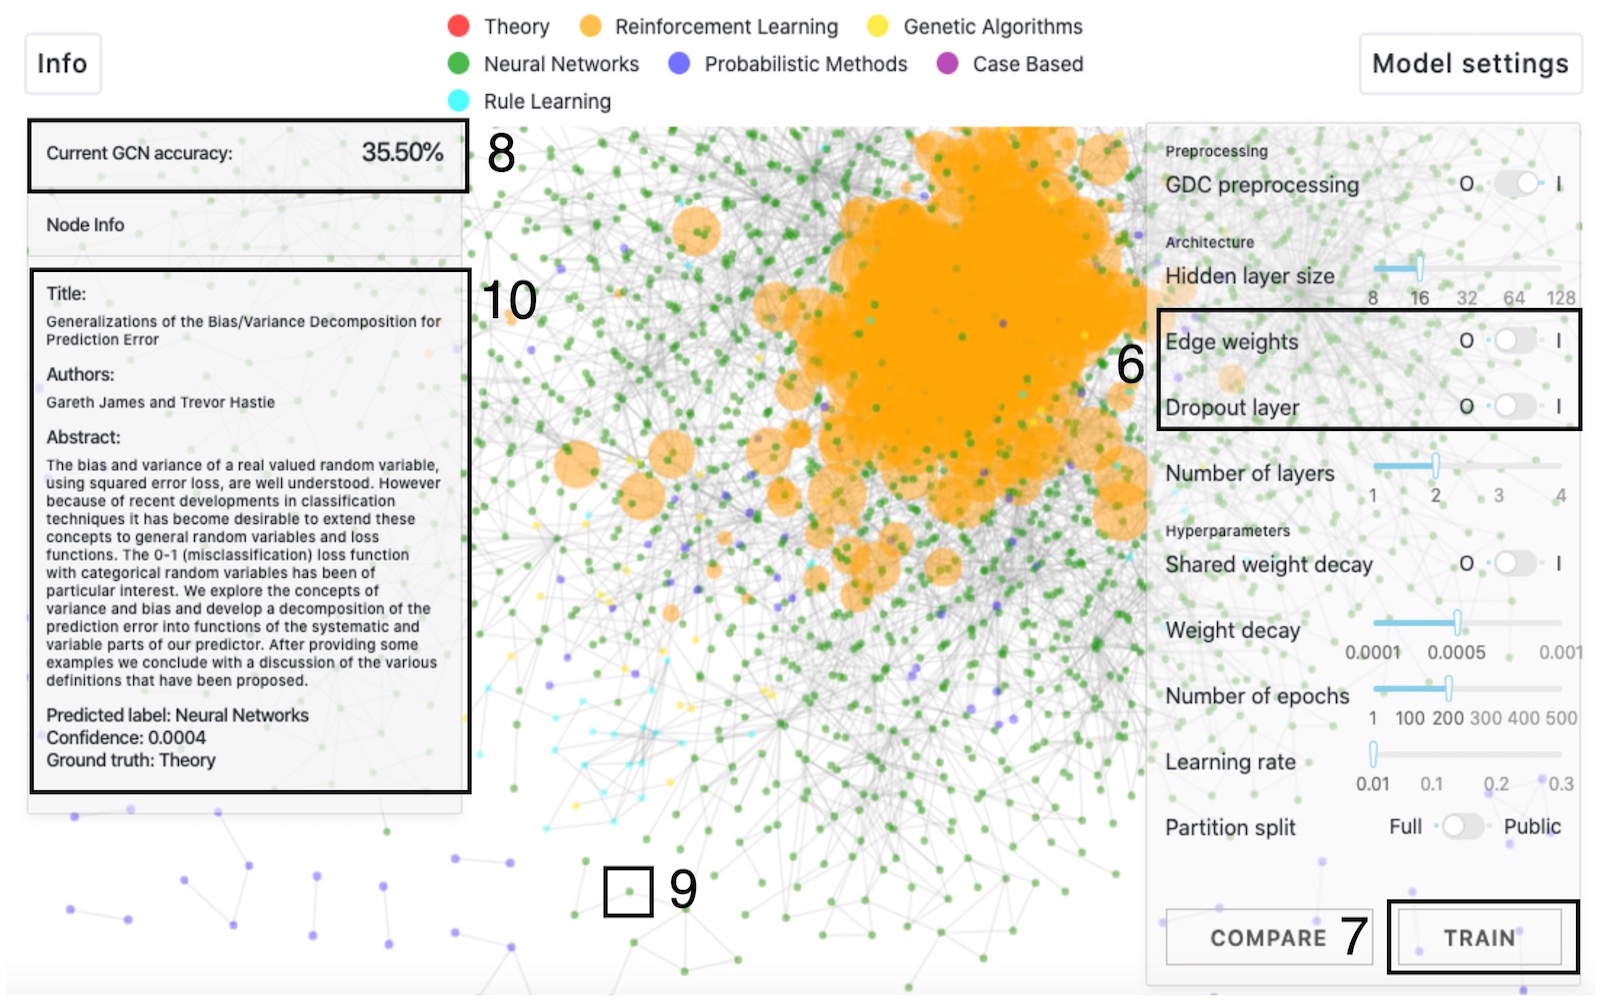 Theory
Reinforcement Learning
Genetic Algorithms
Neural Networks
Probabilistic Methods
Case Based
Rule Learning
Info
Model settings
Current GCN accuracy: 35.50%
8
Node Info
10
Title:
Generalizations of the Bias/Variance Decomposition for
Prediction Error
Authors:
Gareth James and Trevor Hastie
Abstract:
The bias and variance of a real valued random variable,
using squared error loss, are well understood. However
because of recent developments in classification
techniques it has become desirable to extend these
concepts to general random variables and loss
functions. The 0-1 (misclassification) loss function
with categorical random variables has been of
particular interest. We explore the concepts of
variance and bias and develop a decomposition of the
prediction error into functions of the systematic and
variable parts of our predictor. After providing some
examples we conclude with a discussion of the various
definitions that have been proposed.
Predicted label: Neural Networks
Confidence: 0.0004
Ground truth: Theory
9
Preprocessing
GDC preprocessing O I
Architecture
Hidden layer size
8 16 32 64 128
6
Edge weights O I
Dropout layer O I
Number of layers
1 2 3 4
Hyperparameters
Shared weight decay O I
Weight decay
0.0001 0.0005 0.001
Number of epochs
1 100 200 300 400 500
Learning rate
0.01 0.1 0.2 0.3
Partition split Full Public
COMPARE
7
TRAIN